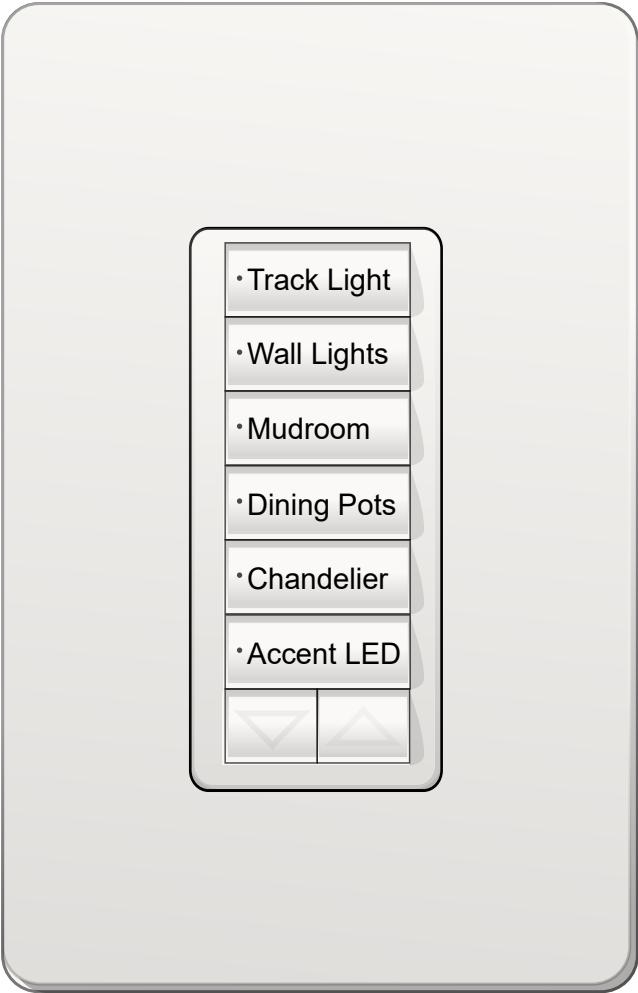 Track Light
Wall Lights
Mudroom
Dining Pots
Chandelier
Accent LED